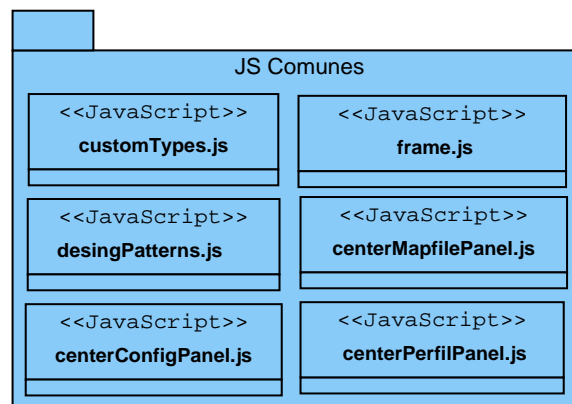 JS Comunes
<<JavaScript>>
customTypes.js
<<JavaScript>>
frame.js
<<JavaScript>>
desingPatterns.js
<<JavaScript>>
centerMapfilePanel.js
<<JavaScript>>
centerConfigPanel.js
<<JavaScript>>
centerPerfilPanel.js